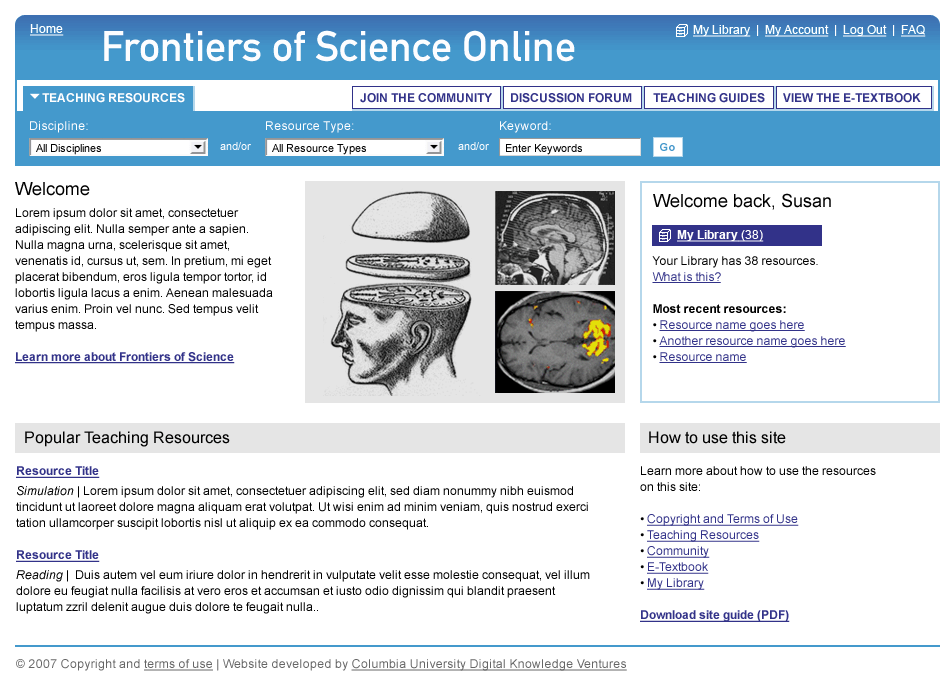 Home
My Library | My Account | Log Out | FAQ
Frontiers of Science Online
TEACHING RESOURCES
JOIN THE COMMUNITY
DISCUSSION FORUM
TEACHING GUIDES
VIEW THE E-TEXTBOOK
Discipline:
Resource Type:
Keyword:
All Disciplines
and/or
All Resource Types
and/or
Enter Keywords
Go
Welcome
Lorem ipsum dolor sit amet, consectetuer
adipiscing elit. Nulla semper ante a sapien.
Nulla magna urna, scelerisque sit amet,
venenatis id, cursus ut, sem. In pretium, mi eget
placerat bibendum, eros ligula tempor tortor, id
lobortis ligula lacus a enim. Aenean malesuada
varius enim. Proin vel nunc. Sed tempus velit
tempus massa.
Learn more about Frontiers of Science
Welcome back, Susan
My Library (38)
Your Library has 38 resources.
What is this?
Most recent resources:
• Resource name goes here
• Another resource name goes here
• Resource name
Popular Teaching Resources
Resource Title
Simulation | Lorem ipsum dolor sit amet, consectetuer adipiscing elit, sed diam nonummy nibh euismod
tincidunt ut laoreet dolore magna aliquam erat volutpat. Ut wisi enim ad minim veniam, quis nostrud exerci
tation ullamcorper suscipit lobortis nisl ut aliquip ex ea commodo consequat.
Resource Title
Reading | Duis autem vel eum iriure dolor in hendrerit in vulputate velit esse molestie consequat, vel illum
dolore eu feugiat nulla facilisis at vero eros et accumsan et iusto odio dignissim qui blandit praesent
luptatum zzril delenit augue duis dolore te feugait nulla..
How to use this site
Learn more about how to use the resources
on this site:
• Copyright and Terms of Use
• Teaching Resources
• Community
• E-Textbook
• My Library
Download site guide (PDF)
© 2007 Copyright and terms of use | Website developed by Columbia University Digital Knowledge Ventures